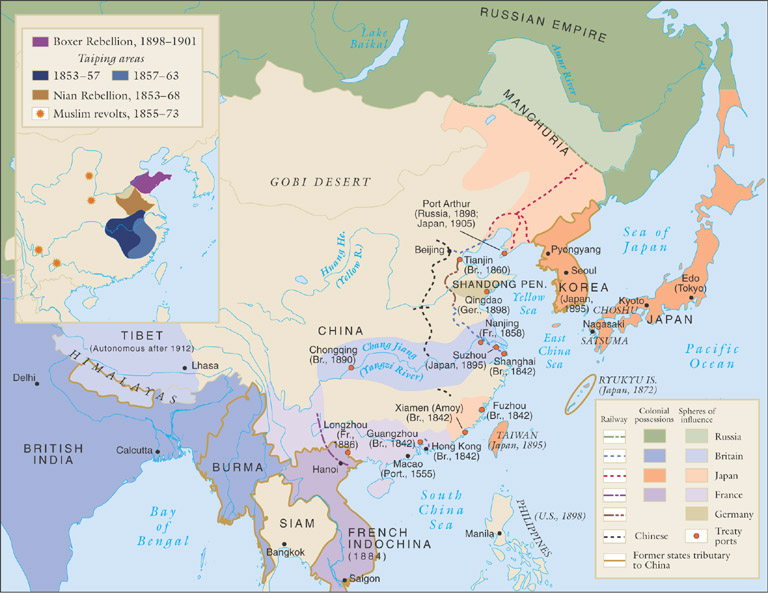 Boxer Rebellion, 1898–1901
Taiping areas
1853–57
1857–63
Nian Rebellion, 1853–68
Muslim revolts, 1855–73
RUSSIAN EMPIRE
Lake
Baikal
Amur River
MANCHURIA
GOBI DESERT
Port Arthur
(Russia, 1898;
Japan, 1905)
Sea of
Japan
Beijing
Tianjin
(Br., 1860)
Pyongyang
Seoul
Huang He
(Yellow R.)
SHANDONG PEN.
KOREA
(Japan,
1895)
Qingdao
(Ger., 1898)
Yellow
Sea
Edo
(Tokyo)
Kyoto
CHOSHU
JAPAN
Nagasaki
SATSUMA
CHINA
Nanjing
(Fr., 1858)
East
China
Sea
Pacific
Ocean
TIBET
(Autonomous after 1912)
Lhasa
HIMALAYAS
Chang Jiang
(Yangzi River)
Chongqing
(Br., 1890)
Suzhou
(Japan, 1895)
Shanghai
(Br., 1842)
Delhi
RYUKYU IS.
(Japan, 1872)
Xiamen (Amoy)
(Br., 1842)
Fuzhou
(Br., 1842)
Longzhou
(Fr.,
1886)
Guangzhou
(Br., 1842)
Hong Kong
(Br., 1842)
TAIWAN
(Japan, 1895)
BRITISH
INDIA
Calcutta
BURMA
Hanoi
Macao
(Port., 1555)
South
China
Sea
Bay
of
Bengal
SIAM
Bangkok
FRENCH
INDOCHINA
(1884)
Saigon
(U.S., 1898)
Manila
PHILIPPINES
Railway
Colonial
possessions
Spheres of
influence
Russia
Britain
Japan
France
Germany
Chinese
Treaty
ports
Former states tributary
to China